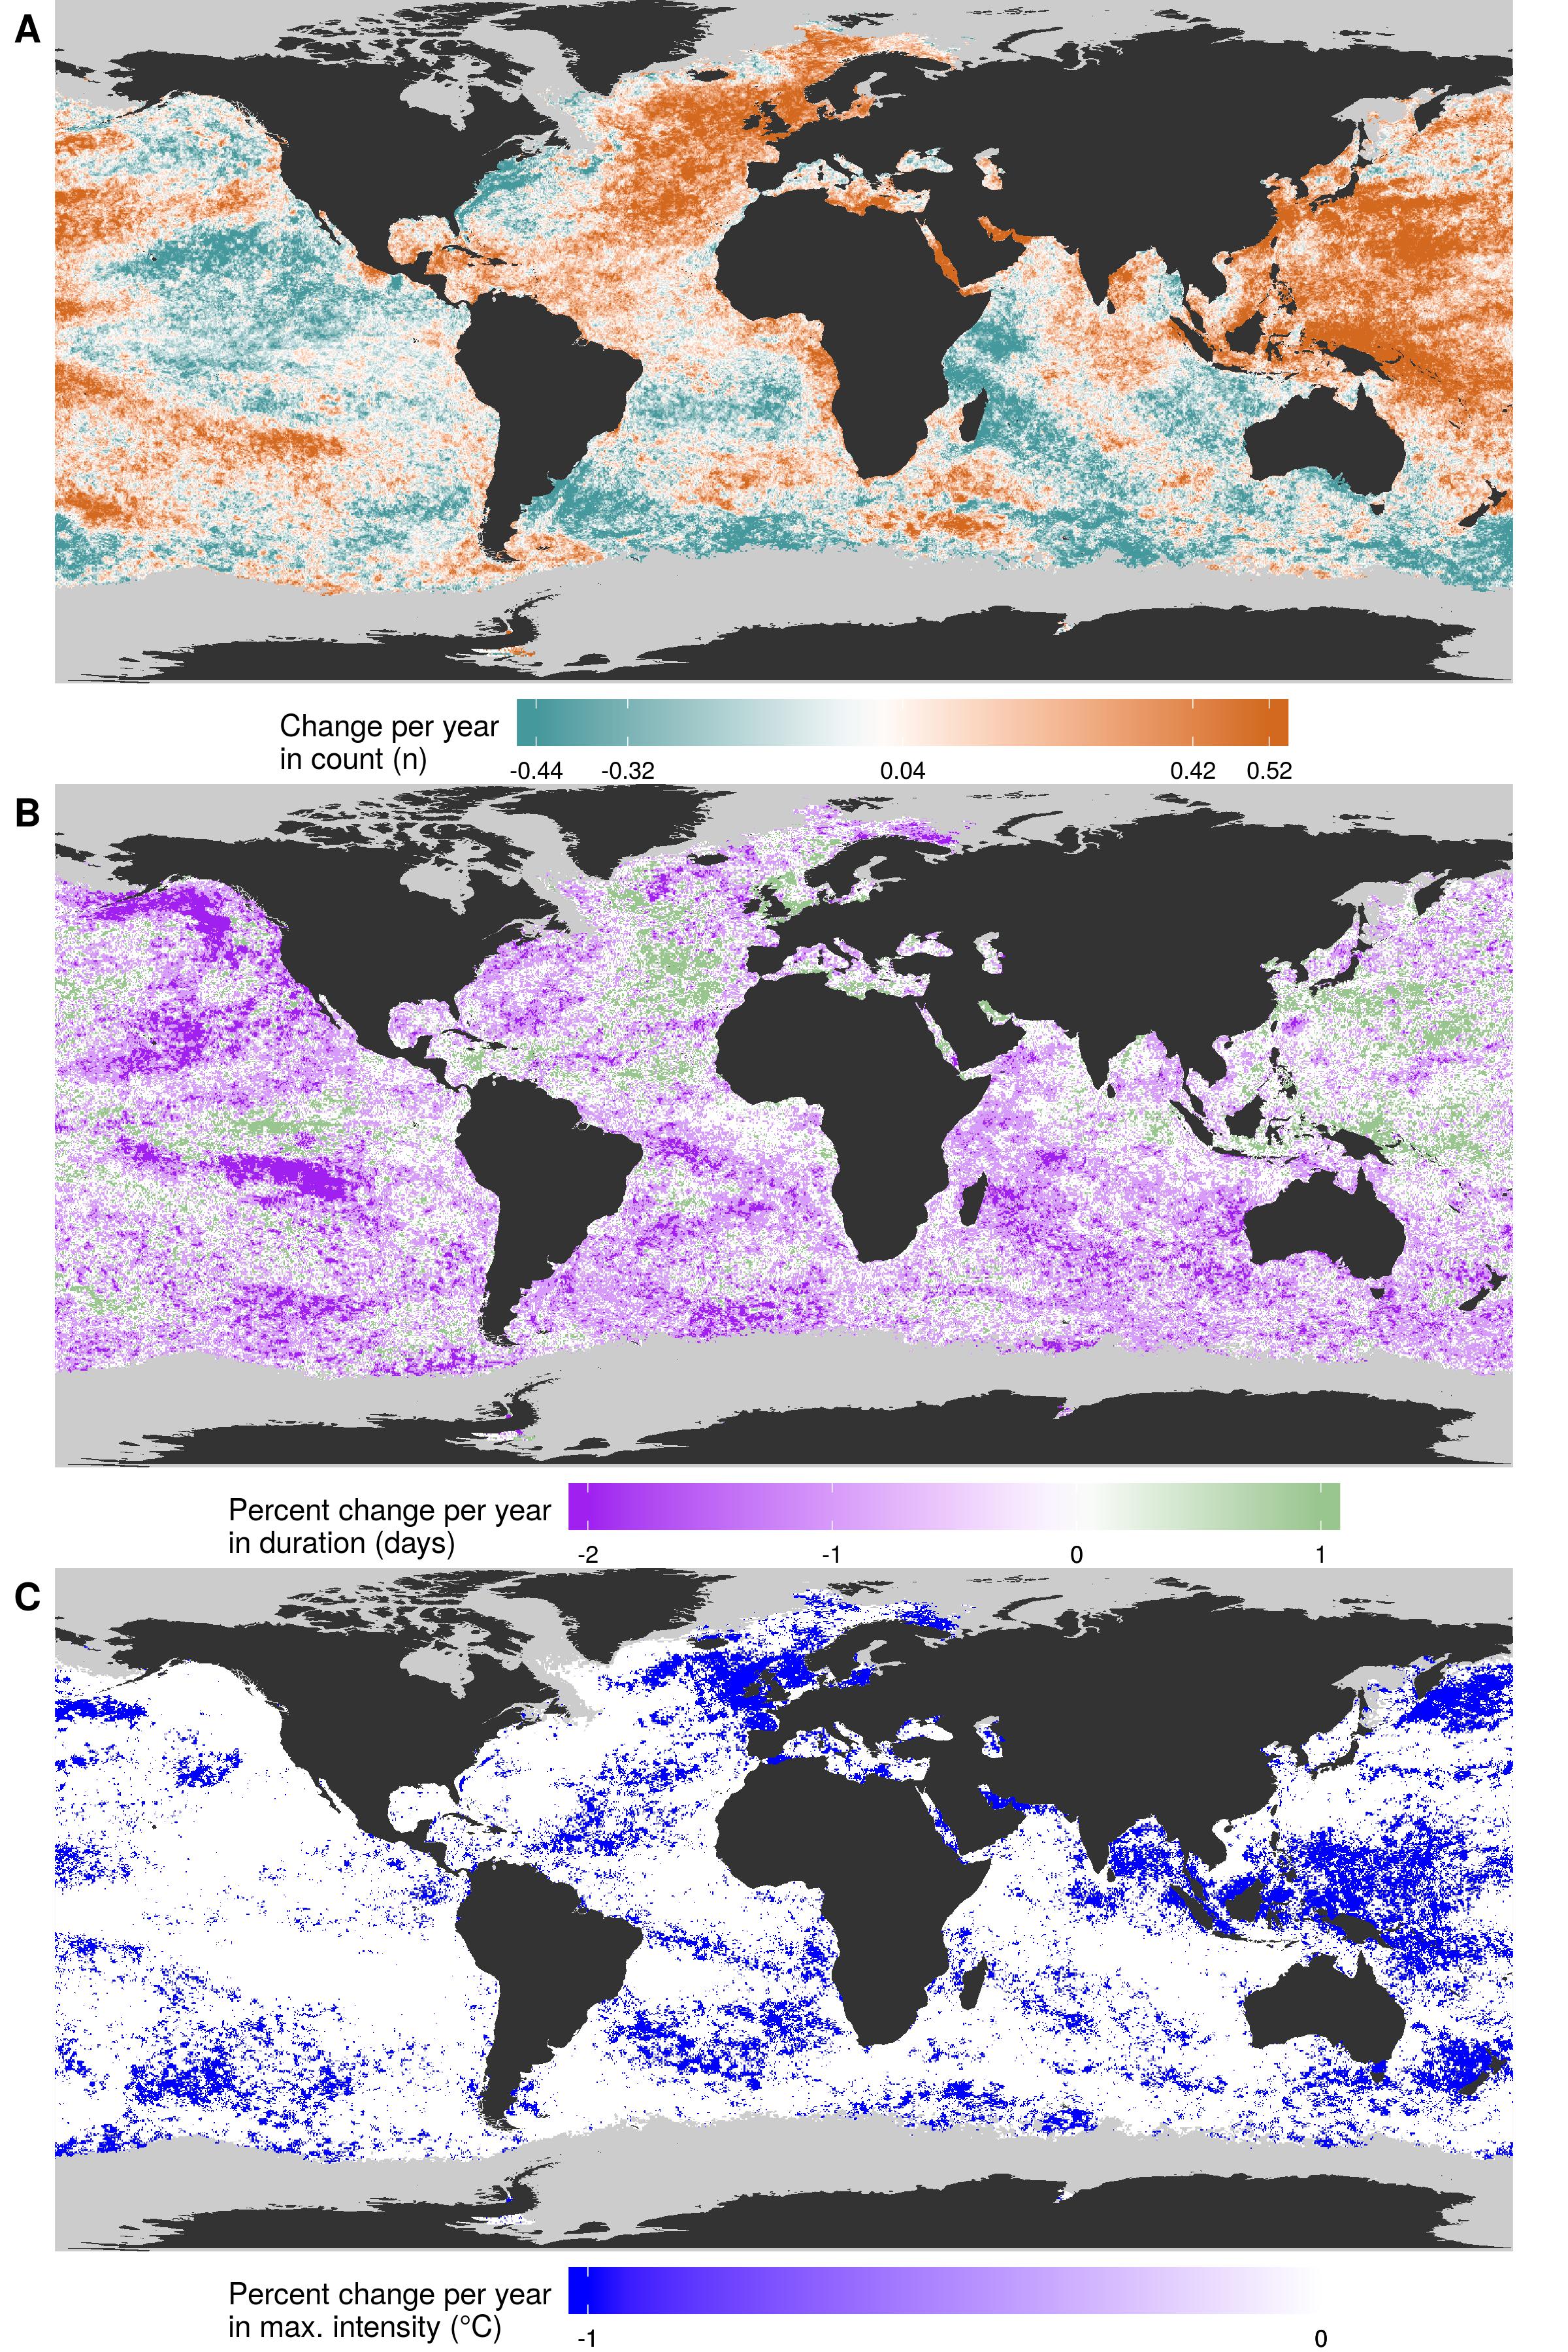 A
Change per year
in count (n)
-0.44 -0.32 0.04 0.42 0.52
B
Percent change per year
in duration (days)
-2 -1 0 1
C
Percent change per year
in max. intensity (°C)
-1 0